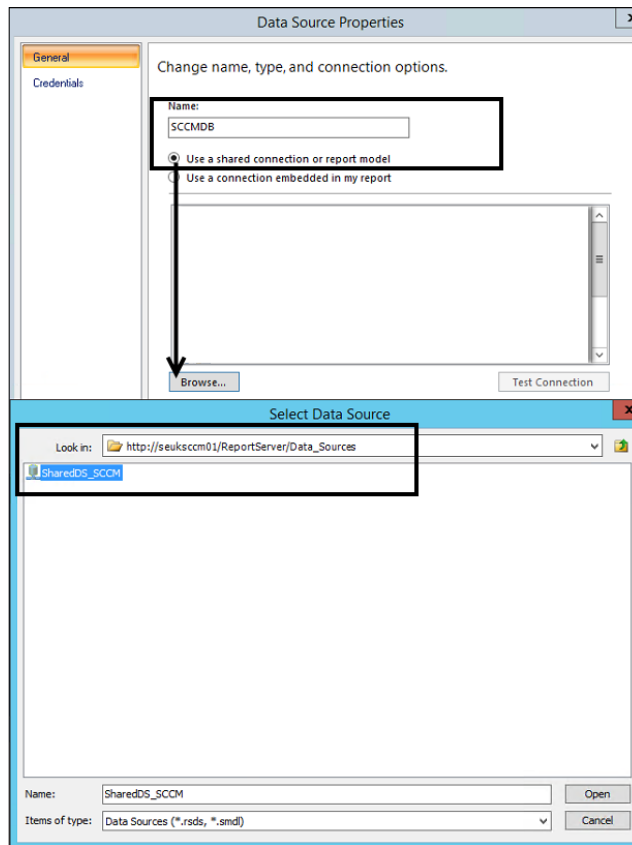 Data Source Properties
x
General
Credentials
Change name, type, and connection options.
Name:
SCCMDB
Use a shared connection or report model
Use a connection embedded in my report
Browse...
Test Connection
Select Data Source
x
Look in:
http://seuksccm01/ReportServer/Data_Sources
SharedDS_SCCM
Name:
SharedDS_SCCM
Open
Items of type:
Data Sources (*.rsds, *.smdl)
Cancel